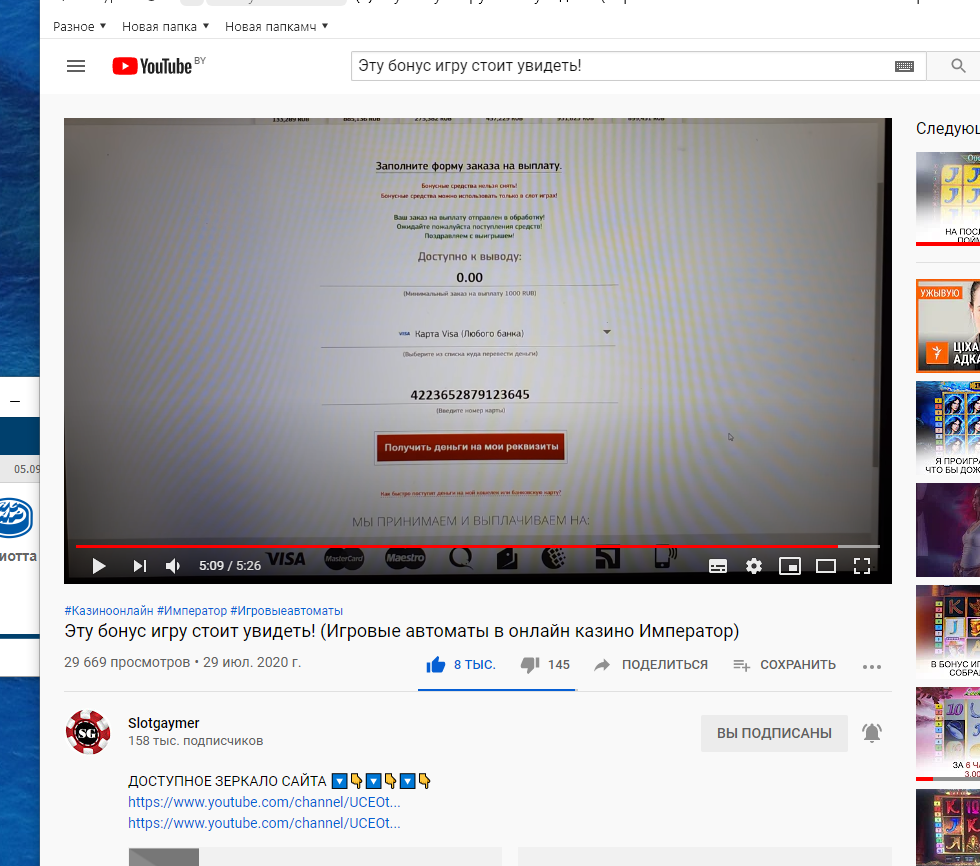 Разное
Новая папка
Новая папкамч
YouTube BY
Эту бонус игру стоит увидеть!
Следующ
Заполните форму заказа на выплату.
Бонусные средства нельзя снять!
Бонусные средства можно использовать только в слот играх!
Ваш заказ на выплату отправлен в обработку!
Ожидайте пожалуйста поступления средств!
Поздравляем с выигрышем!
Доступно к выводу:
0.00
(Минимальный заказ на выплату 1000 RUB)
VISA Карта Visa (Любого банка)
(Выберите из списка куда перевести деньги)
4223652879123645
(Введите номер карты)
Получить деньги на мои реквизиты
Как быстро поступят деньги на мой кошелек или банковскую карту?
МЫ ПРИНИМАЕМ И ВЫПЛАЧИВАЕМ НА:
VISA MasterCard Maestro
5:09 / 5:26
05.09
иотта
#Казиноонлайн #Император #Игровыеавтоматы
Эту бонус игру стоит увидеть! (Игровые автоматы в онлайн казино Император)
29 669 просмотров • 29 июл. 2020 г.
8 ТЫС.
145
ПОДЕЛИТЬСЯ
СОХРАНИТЬ
SG
Slotgaymer
158 тыс. подписчиков
ВЫ ПОДПИСАНЫ
ДОСТУПНОЕ ЗЕРКАЛО САЙТА
https://www.youtube.com/channel/UCEOt...
https://www.youtube.com/channel/UCEOt...
НА ПОС
ПОЙМ
УЖЫВУЮ
ЦІХА
АДКА
Я ПРОИГРА
ЧТО БЫ ДОЖ
В БОНУС ИГ
СОБРА
ЗА 6 Ч
3.00